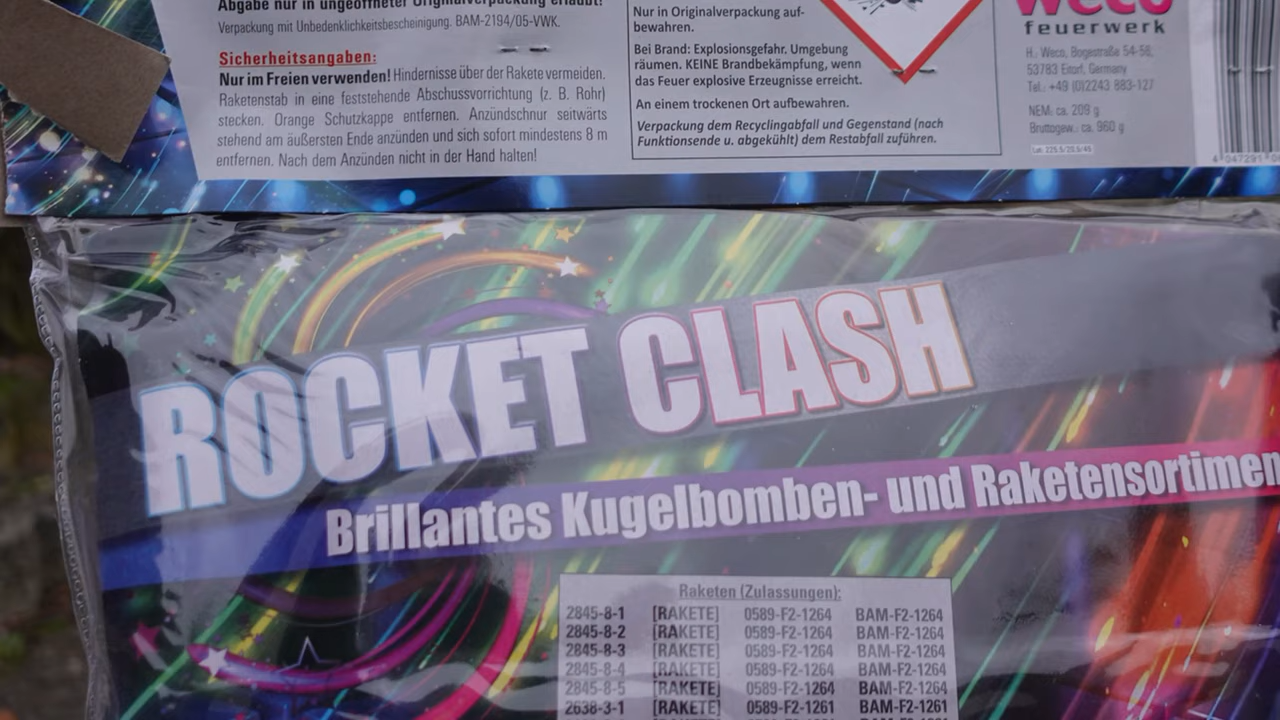 Abgabe nur in ungeöffneter Originalverpackung erlaubt!
Verpackung mit Unbedenklichkeitsbescheinigung. BAM-2194/05-VWK.
Sicherheitsangaben:
Nur im Freien verwenden! Hindernisse über der Rakete vermeiden.
Raketenstab in eine feststehende Abschussvorrichtung (z. B. Rohr)
stecken. Orange Schutzkappe entfernen. Anzündschnur seitwärts
stehend am äußersten Ende anzünden und sich sofort mindestens 8 m
entfernen. Nach dem Anzünden nicht in der Hand halten!
Nur in Originalverpackung auf-
bewahren.
Bei Brand: Explosionsgefahr. Umgebung
räumen. KEINE Brandbekämpfung, wenn
das Feuer explosive Erzeugnisse erreicht.
An einem trockenen Ort aufbewahren.
Verpackung dem Recyclingabfall und Gegenstand (nach
Funktionsende u. abgekühlt) dem Restabfall zuführen.
weco
feuerwerk
H. Weco, Bogestraße 54-56,
53783 Eitorf, Germany
Tel.: +49 (0)2243 883-127
NEM: ca. 209 g
Bruttogew.: ca. 960 g
4 047291
ROCKET CLASH
Brillantes Kugelbomben- und Raketensortimen
Raketen (Zulassungen):
2845-8-1 [RAKETE] 0589-F2-1264 BAM-F2-1264
2845-8-2 [RAKETE] 0589-F2-1264 BAM-F2-1264
2845-8-3 [RAKETE] 0589-F2-1264 BAM-F2-1264
2845-8-4 [RAKETE] 0589-F2-1264 BAM-F2-1264
2845-8-5 [RAKETE] 0589-F2-1264 BAM-F2-1264
2638-3-1 [RAKETE] 0589-F2-1261 BAM-F2-1261